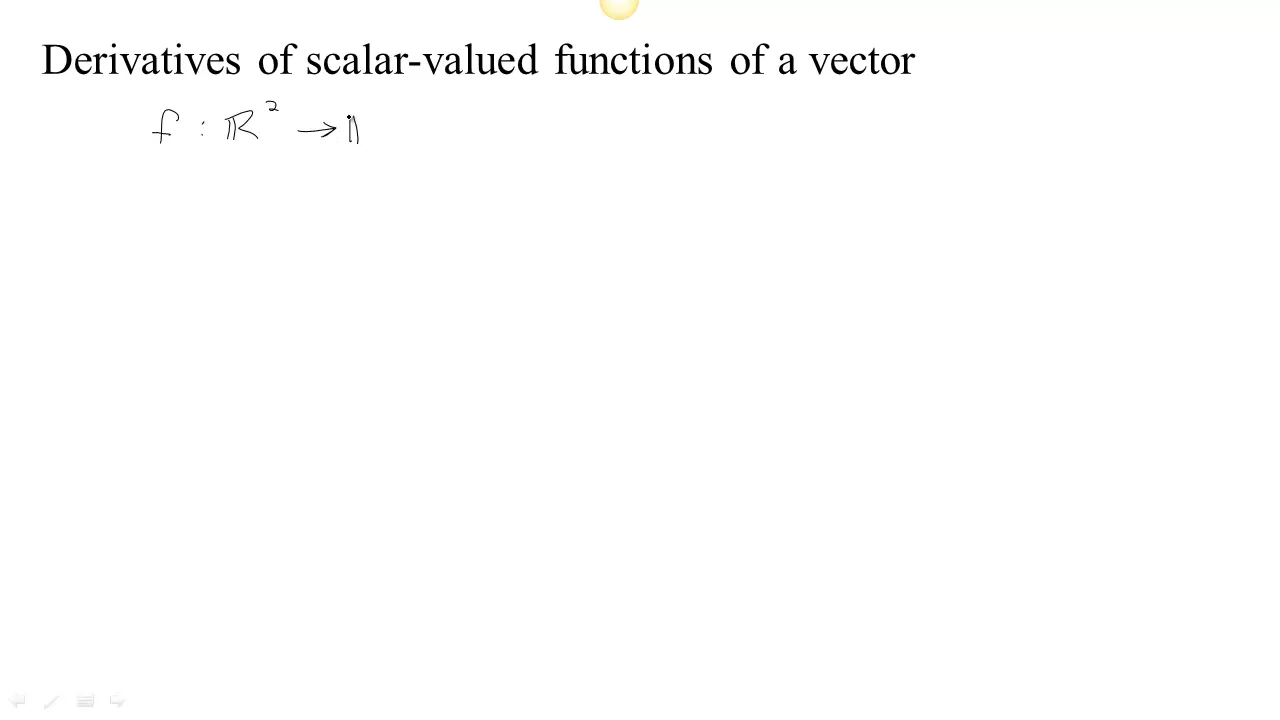 Derivatives of scalar-valued functions of a vector
f : ℝ² →